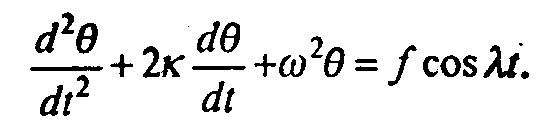 d²θ/dt² + 2κ dθ/dt + ω²θ = f cos λt.